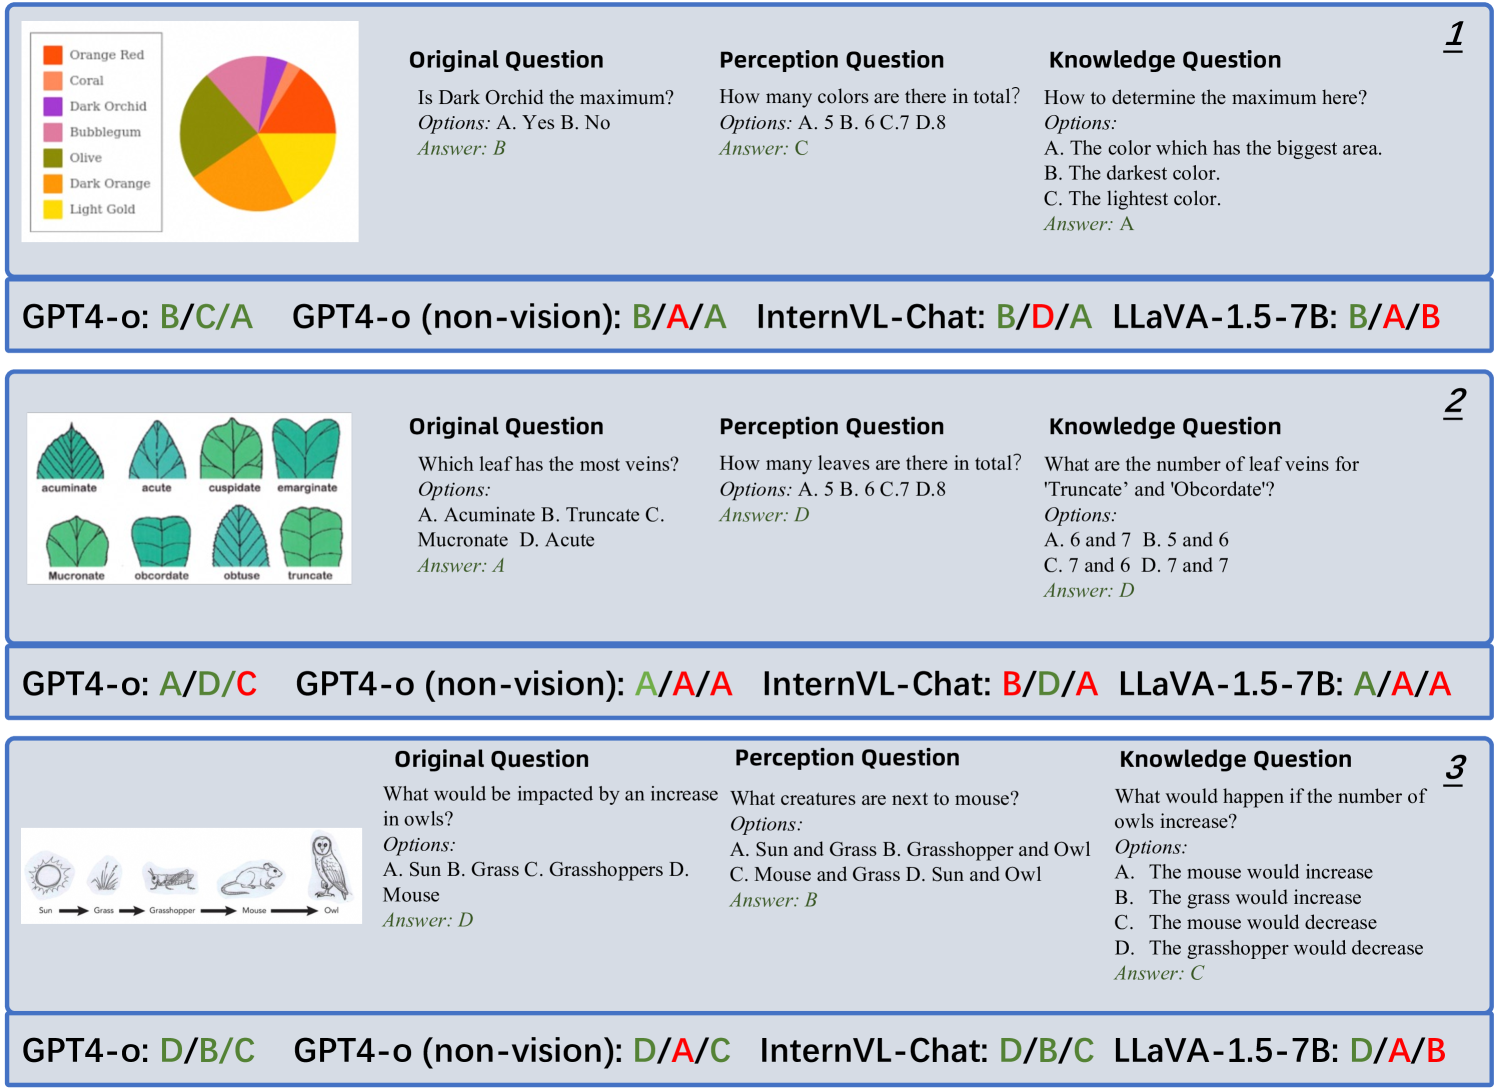 1
Orange Red
Coral
Dark Orchid
Bubblegum
Olive
Dark Orange
Light Gold
Original Question
Is Dark Orchid the maximum?
Options: A. Yes B. No
Answer: B
Perception Question
How many colors are there in total?
Options: A. 5 B. 6 C.7 D.8
Answer: C
Knowledge Question
How to determine the maximum here?
Options:
A. The color which has the biggest area.
B. The darkest color.
C. The lightest color.
Answer: A
GPT4-o: B/C/A GPT4-o (non-vision): B/A/A InternVL-Chat: B/D/A LLaVA-1.5-7B: B/A/B
2
acuminate acute cuspidate emarginate
Mucronate obcordate obtuse truncate
Original Question
Which leaf has the most veins?
Options:
A. Acuminate B. Truncate C.
Mucronate D. Acute
Answer: A
Perception Question
How many leaves are there in total?
Options: A. 5 B. 6 C.7 D.8
Answer: D
Knowledge Question
What are the number of leaf veins for
'Truncate’ and 'Obcordate'?
Options:
A. 6 and 7 B. 5 and 6
C. 7 and 6 D. 7 and 7
Answer: D
GPT4-o: A/D/C GPT4-o (non-vision): A/A/A InternVL-Chat: B/D/A LLaVA-1.5-7B: A/A/A
3
Sun Grass Grasshopper Mouse Owl
Original Question
What would be impacted by an increase
in owls?
Options:
A. Sun B. Grass C. Grasshoppers D.
Mouse
Answer: D
Perception Question
What creatures are next to mouse?
Options:
A. Sun and Grass B. Grasshopper and Owl
C. Mouse and Grass D. Sun and Owl
Answer: B
Knowledge Question
What would happen if the number of
owls increase?
Options:
A. The mouse would increase
B. The grass would increase
C. The mouse would decrease
D. The grasshopper would decrease
Answer: C
GPT4-o: D/B/C GPT4-o (non-vision): D/A/C InternVL-Chat: D/B/C LLaVA-1.5-7B: D/A/B